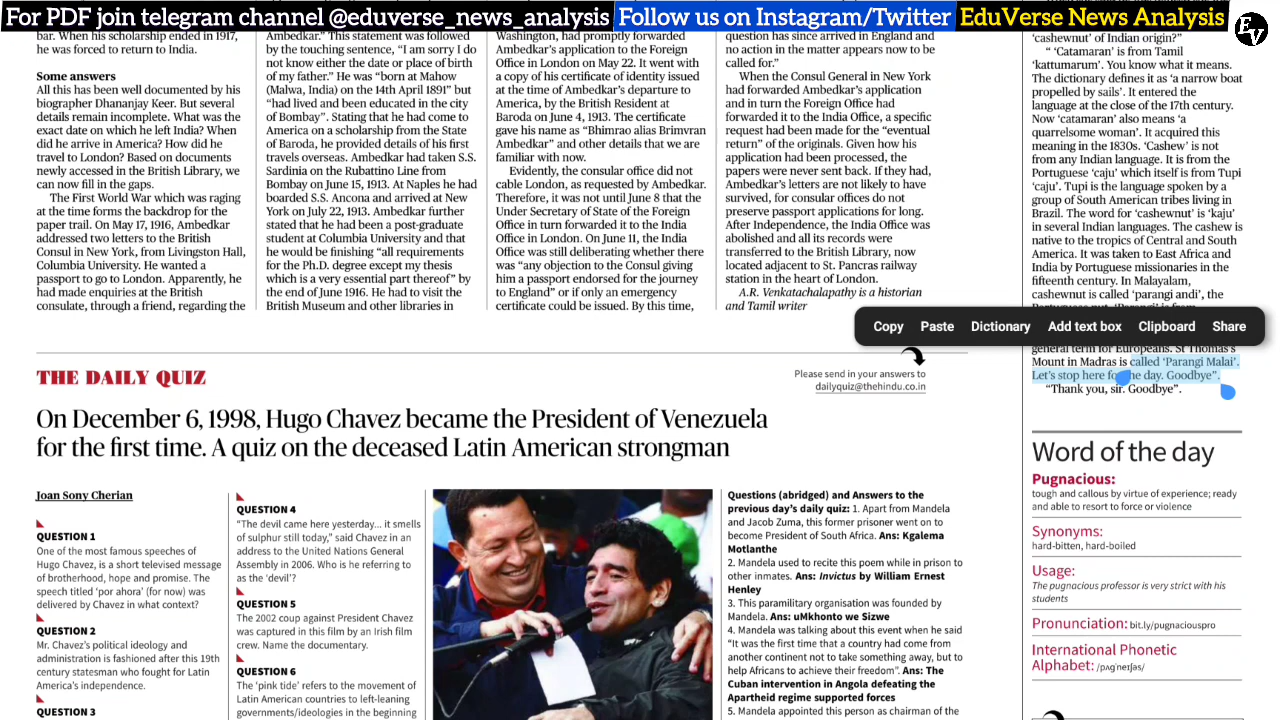 For PDF join telegram channel @eduverse_news_analysis Follow us on Instagram/Twitter EduVerse News Analysis
EV
bar. When his scholarship ended in 1917,
he was forced to return to India.
Some answers
All this has been well documented by his
biographer Dhananjay Keer. But several
details remain incomplete. What was the
exact date on which he left India? When
did he arrive in America? How did he
travel to London? Based on documents
newly accessed in the British Library, we
can now fill in the gaps.
The First World War which was raging
at the time forms the backdrop for the
paper trail. On May 17, 1916, Ambedkar
addressed two letters to the British
Consul in New York, from Livingston Hall,
Columbia University. He wanted a
passport to go to London. Apparently, he
had made enquiries at the British
consulate, through a friend, regarding the
Ambedkar.” This statement was followed
by the touching sentence, “I am sorry I do
not know either the date or place of birth
of my father.” He was “born at Mahow
(Malwa, India) on the 14th April 1891” but
“had lived and been educated in the city
of Bombay”. Stating that he had come to
America on a scholarship from the State
of Baroda, he provided details of his first
travels overseas. Ambedkar had taken S.S.
Sardinia on the Rubattino Line from
Bombay on June 15, 1913. At Naples he had
boarded S.S. Ancona and arrived at New
York on July 22, 1913. Ambedkar further
stated that he had been a post-graduate
student at Columbia University and that
he would be finishing “all requirements
for the Ph.D. degree except my thesis
which is a very essential part thereof” by
the end of June 1916. He had to visit the
British Museum and other libraries in
Washington, had promptly forwarded
Ambedkar's application to the Foreign
Office in London on May 22. It went with
a copy of his certificate of identity issued
at the time of Ambedkar's departure to
America, by the British Resident at
Baroda on June 4, 1913. The certificate
gave his name as “Bhimrao alias Brimvran
Ambedkar” and other details that we are
familiar with now.
Evidently, the consular office did not
cable London, as requested by Ambedkar.
Therefore, it was not until June 8 that the
Under Secretary of State of the Foreign
Office in turn forwarded it to the India
Office in London. On June 11, the India
Office was still deliberating whether there
was “any objection to the Consul giving
him a passport endorsed for the journey
to England” or if only an emergency
certificate could be issued. By this time,
question has since arrived in England and
no action in the matter appears now to be
called for.”
When the Consul General in New York
had forwarded Ambedkar's application
and in turn the Foreign Office had
forwarded it to the India Office, a specific
request had been made for the “eventual
return” of the originals. Given how his
application had been processed, the
papers were never sent back. If they had,
Ambedkar's letters are not likely to have
survived, for consular offices do not
preserve passport applications for long.
After Independence, the India Office was
abolished and all its records were
transferred to the British Library, now
located adjacent to St. Pancras railway
station in the heart of London.
A.R. Venkatachalapathy is a historian
and Tamil writer
‘cashewnut’ of Indian origin?”
“ ‘Catamaran’ is from Tamil
‘kattumarum’. You know what it means.
The dictionary defines it as ‘a narrow boat
propelled by sails’. It entered the
language at the close of the 17th century.
Now ‘catamaran’ also means ‘a
quarrelsome woman’. It acquired this
meaning in the 1830s. ‘Cashew’ is not
from any Indian language. It is from the
Portuguese ‘caju’ which itself is from Tupi
‘caju’. Tupi is the language spoken by a
group of South American tribes living in
Brazil. The word for ‘cashewnut’ is ‘kaju’
in several Indian languages. The cashew is
native to the tropics of Central and South
America. It was taken to East Africa and
India by Portuguese missionaries in the
fifteenth century. In Malayalam,
cashewnut is called ‘parangi andi’, the
Copy Paste Dictionary Add text box Clipboard Share
general term for Europeans. St Thomas's
Mount in Madras is called ‘Parangi Malai’.
Let's stop here for the day. Goodbye”.
“Thank you, sir. Goodbye”.
THE DAILY QUIZ
Please send in your answers to
dailyquiz@thehindu.co.in
On December 6, 1998, Hugo Chavez became the President of Venezuela
for the first time. A quiz on the deceased Latin American strongman
Joan Sony Cherian
QUESTION 1
One of the most famous speeches of
Hugo Chavez, is a short televised message
of brotherhood, hope and promise. The
speech titled ‘por ahora’ (for now) was
delivered by Chavez in what context?
QUESTION 2
Mr. Chavez's political ideology and
administration is fashioned after this 19th
century statesman who fought for Latin
America's independence.
QUESTION 3
QUESTION 4
“The devil came here yesterday... it smells
of sulphur still today,” said Chavez in an
address to the United Nations General
Assembly in 2006. Who is he referring to
as the ‘devil’?
QUESTION 5
The 2002 coup against President Chavez
was captured in this film by an Irish film
crew. Name the documentary.
QUESTION 6
The ‘pink tide’ refers to the movement of
Latin American countries to left-leaning
governments/ideologies in the beginning
Questions (abridged) and Answers to the
previous day's daily quiz: 1. Apart from Mandela
and Jacob Zuma, this former prisoner went on to
become President of South Africa. Ans: Kgalema
Motlanthe
2. Mandela used to recite this poem while in prison to
other inmates. Ans: Invictus by William Ernest
Henley
3. This paramilitary organisation was founded by
Mandela. Ans: uMkhonto we Sizwe
4. Mandela was talking about this event when he said
“It was the first time that a country had come from
another continent not to take something away, but to
help Africans to achieve their freedom”. Ans: The
Cuban intervention in Angola defeating the
Apartheid regime supported forces
5. Mandela appointed this person as chairman of the
Word of the day
Pugnacious:
tough and callous by virtue of experience; ready
and able to resort to force or violence
Synonyms:
hard-bitten, hard-boiled
Usage:
The pugnacious professor is very strict with his
students
Pronunciation: bit.ly/pugnaciouspro
International Phonetic
Alphabet: /pʌɡˈneɪʃəs/